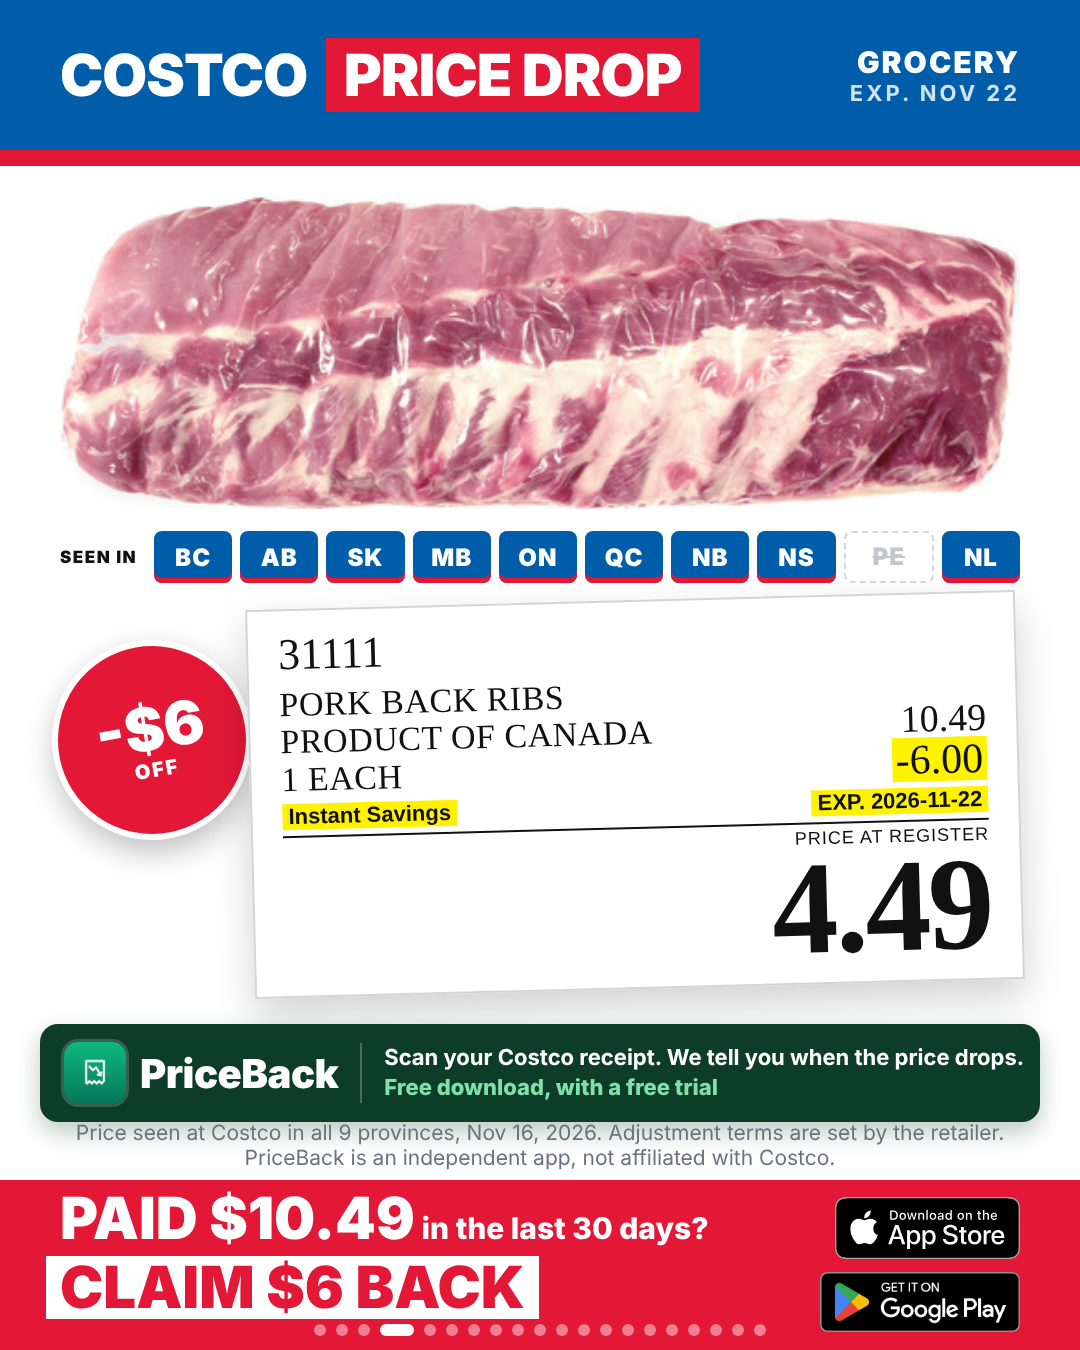 COSTCO PRICE DROP
GROCERY
EXP. NOV 22
SEEN IN BC AB SK MB ON QC NB NS PE NL
-$6
OFF
31111
PORK BACK RIBS
PRODUCT OF CANADA
1 EACH
Instant Savings
10.49
-6.00
EXP. 2026-11-22
PRICE AT REGISTER
4.49
PriceBack
Scan your Costco receipt. We tell you when the price drops.
Free download, with a free trial
Price seen at Costco in all 9 provinces, Nov 16, 2026. Adjustment terms are set by the retailer.
PriceBack is an independent app, not affiliated with Costco.
PAID $10.49 in the last 30 days?
CLAIM $6 BACK
Download on the
App Store
GET IT ON
Google Play